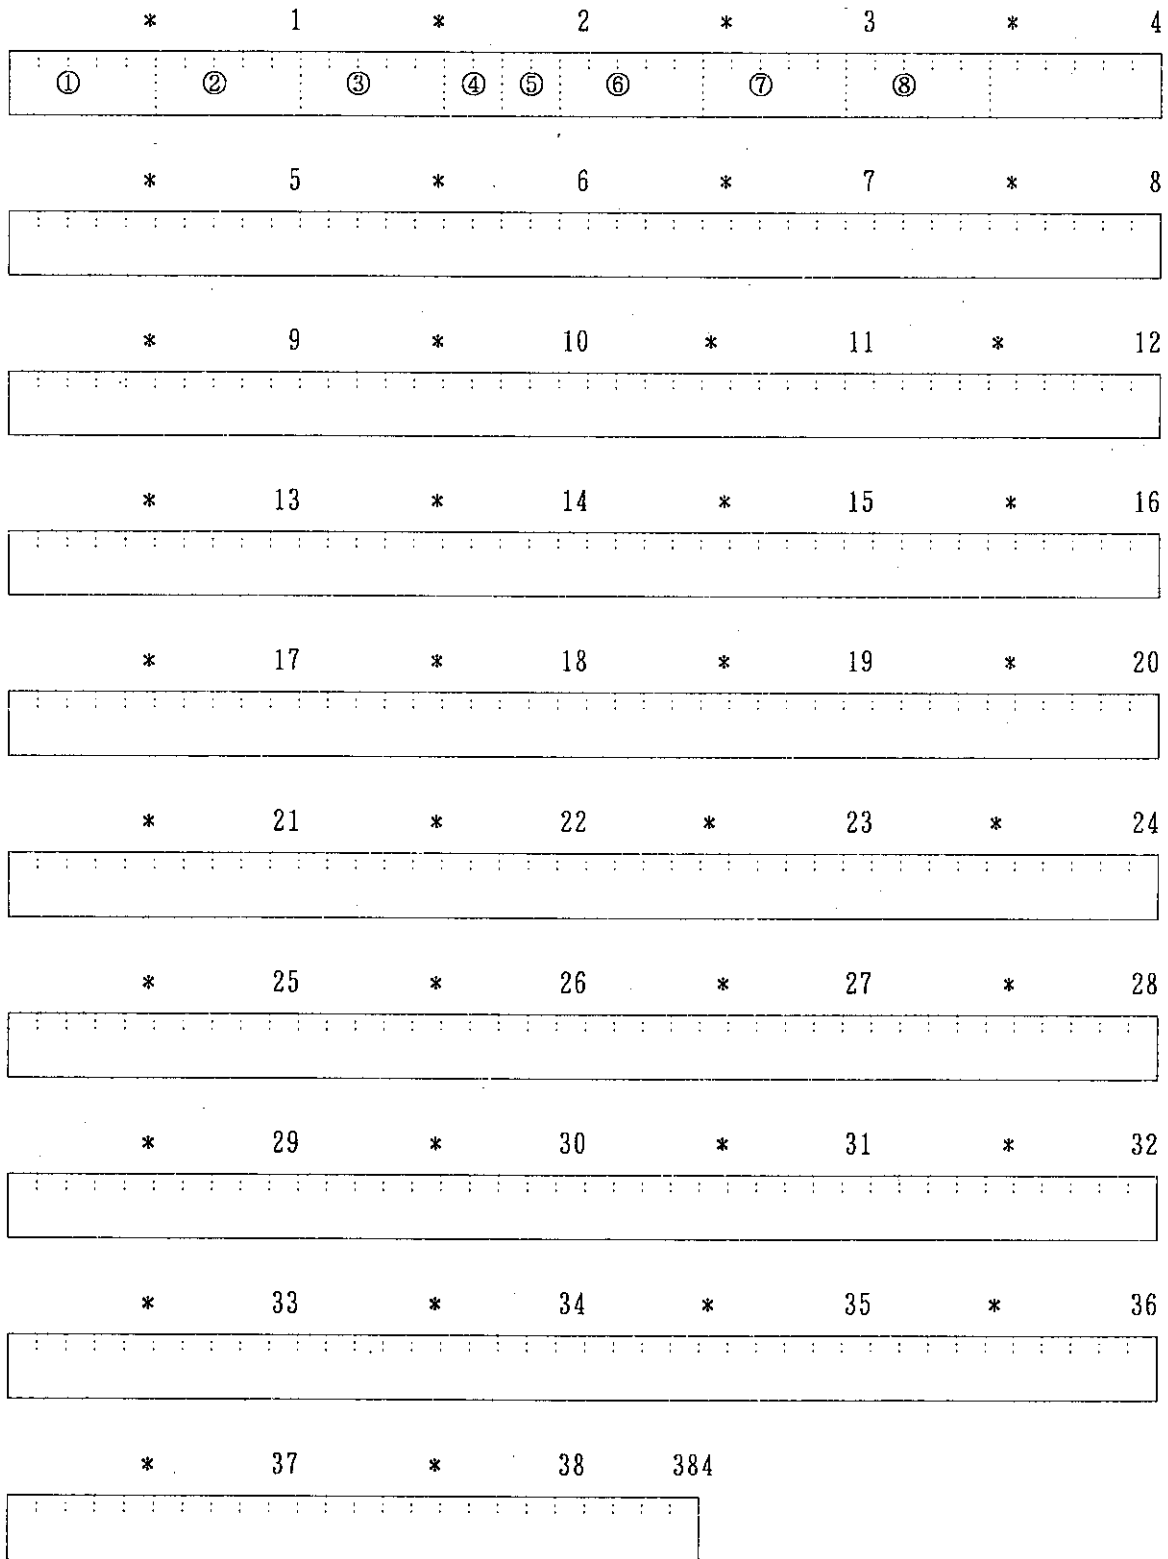 * 1 * 2 * 3 * 4
① ② ③ ④ ⑤ ⑥ ⑦ ⑧
* 5 * 6 * 7 * 8
* 9 * 10 * 11 * 12
* 13 * 14 * 15 * 16
* 17 * 18 * 19 * 20
* 21 * 22 * 23 * 24
* 25 * 26 * 27 * 28
* 29 * 30 * 31 * 32
* 33 * 34 * 35 * 36
* 37 * 38 384